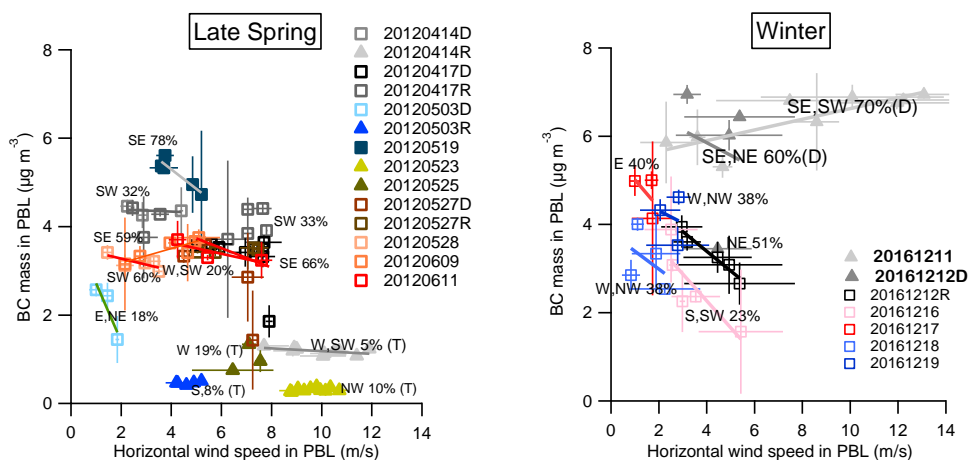 Late Spring
8
6
4
2
0
BC mass in PBL (µg m-3)
0 2 4 6 8 10 12 14
Horizontal wind speed in PBL (m/s)
SE 78%
SW 32%
SW 33%
SE 59%
W,SW 20%
SE 66%
SW 60%
E,NE 18%
W 19% (T)
W,SW 5% (T)
S,8% (T)
NW 10% (T)
20120414D
20120414R
20120417D
20120417R
20120503D
20120503R
20120519
20120523
20120525
20120527D
20120527R
20120528
20120609
20120611
Winter
8
6
4
2
0
BC mass in PBL (µg m-3)
0 2 4 6 8 10 12 14
Horizontal wind speed in PBL (m/s)
SE,SW 70%(D)
SE,NE 60%(D)
E 40%
W,NW 38%
NE 51%
W,NW 38%
S,SW 23%
20161211
20161212D
20161212R
20161216
20161217
20161218
20161219